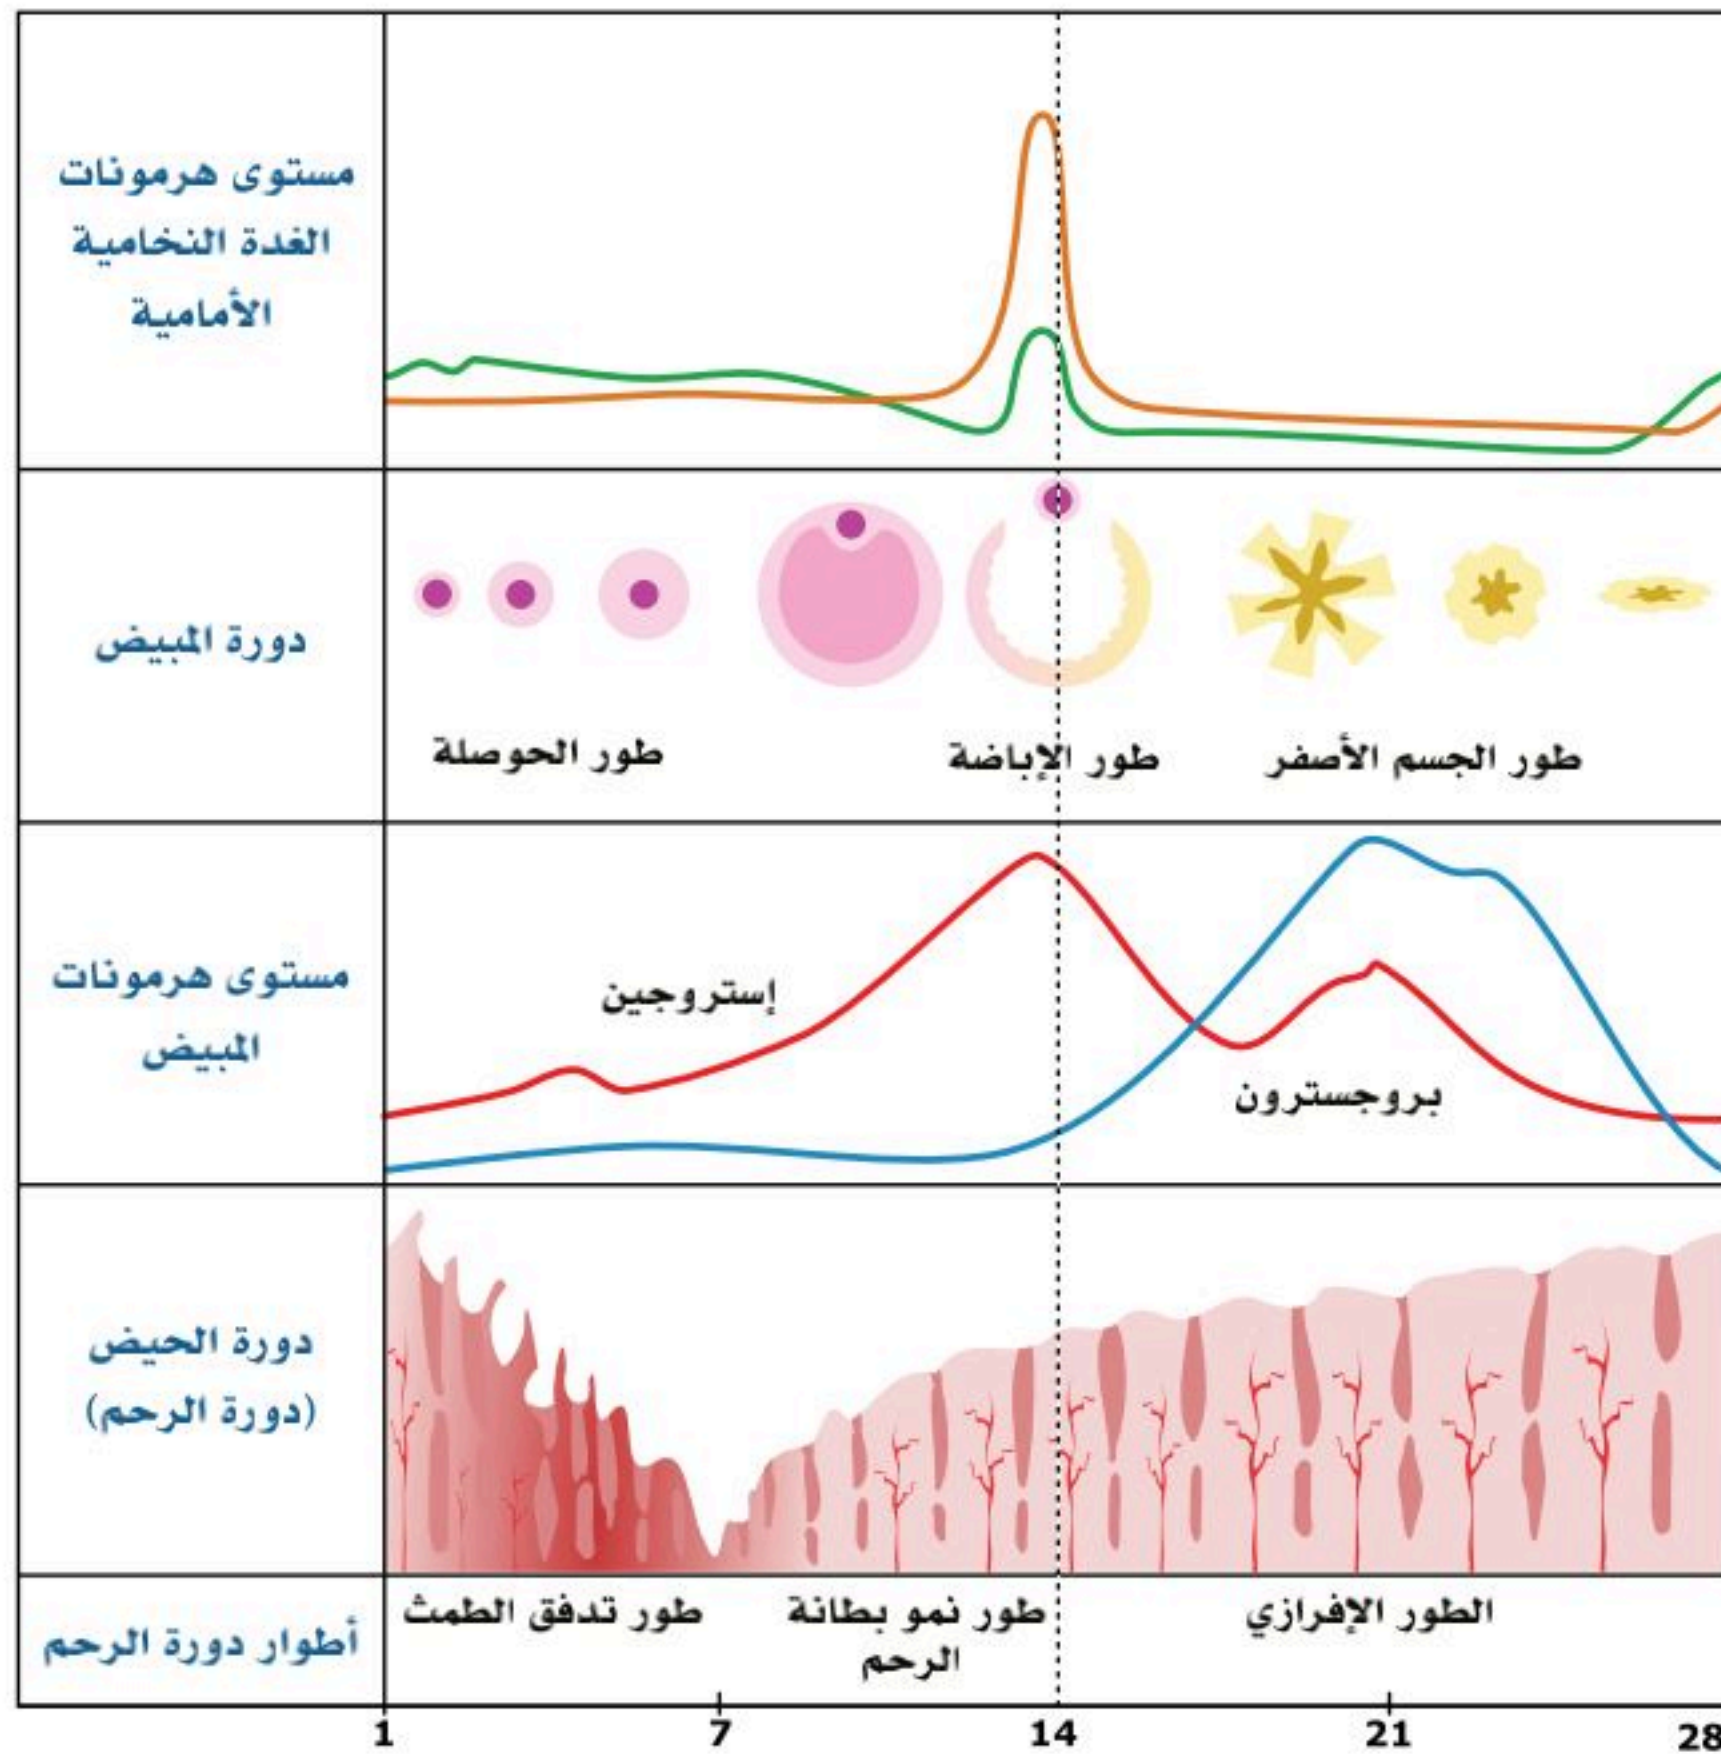 مستوى هرمونات
الغدة النخامية
الأمامية
دورة المبيض
طور الحوصلة
طور الإباضة
طور الجسم الأصفر
مستوى هرمونات
المبيض
إستروجين
بروجسترون
دورة الحيض
(دورة الرحم)
أطوار دورة الرحم
طور تدفق الطمث
طور نمو بطانة
الرحم
الطور الإفرازي
1 7 14 21 28